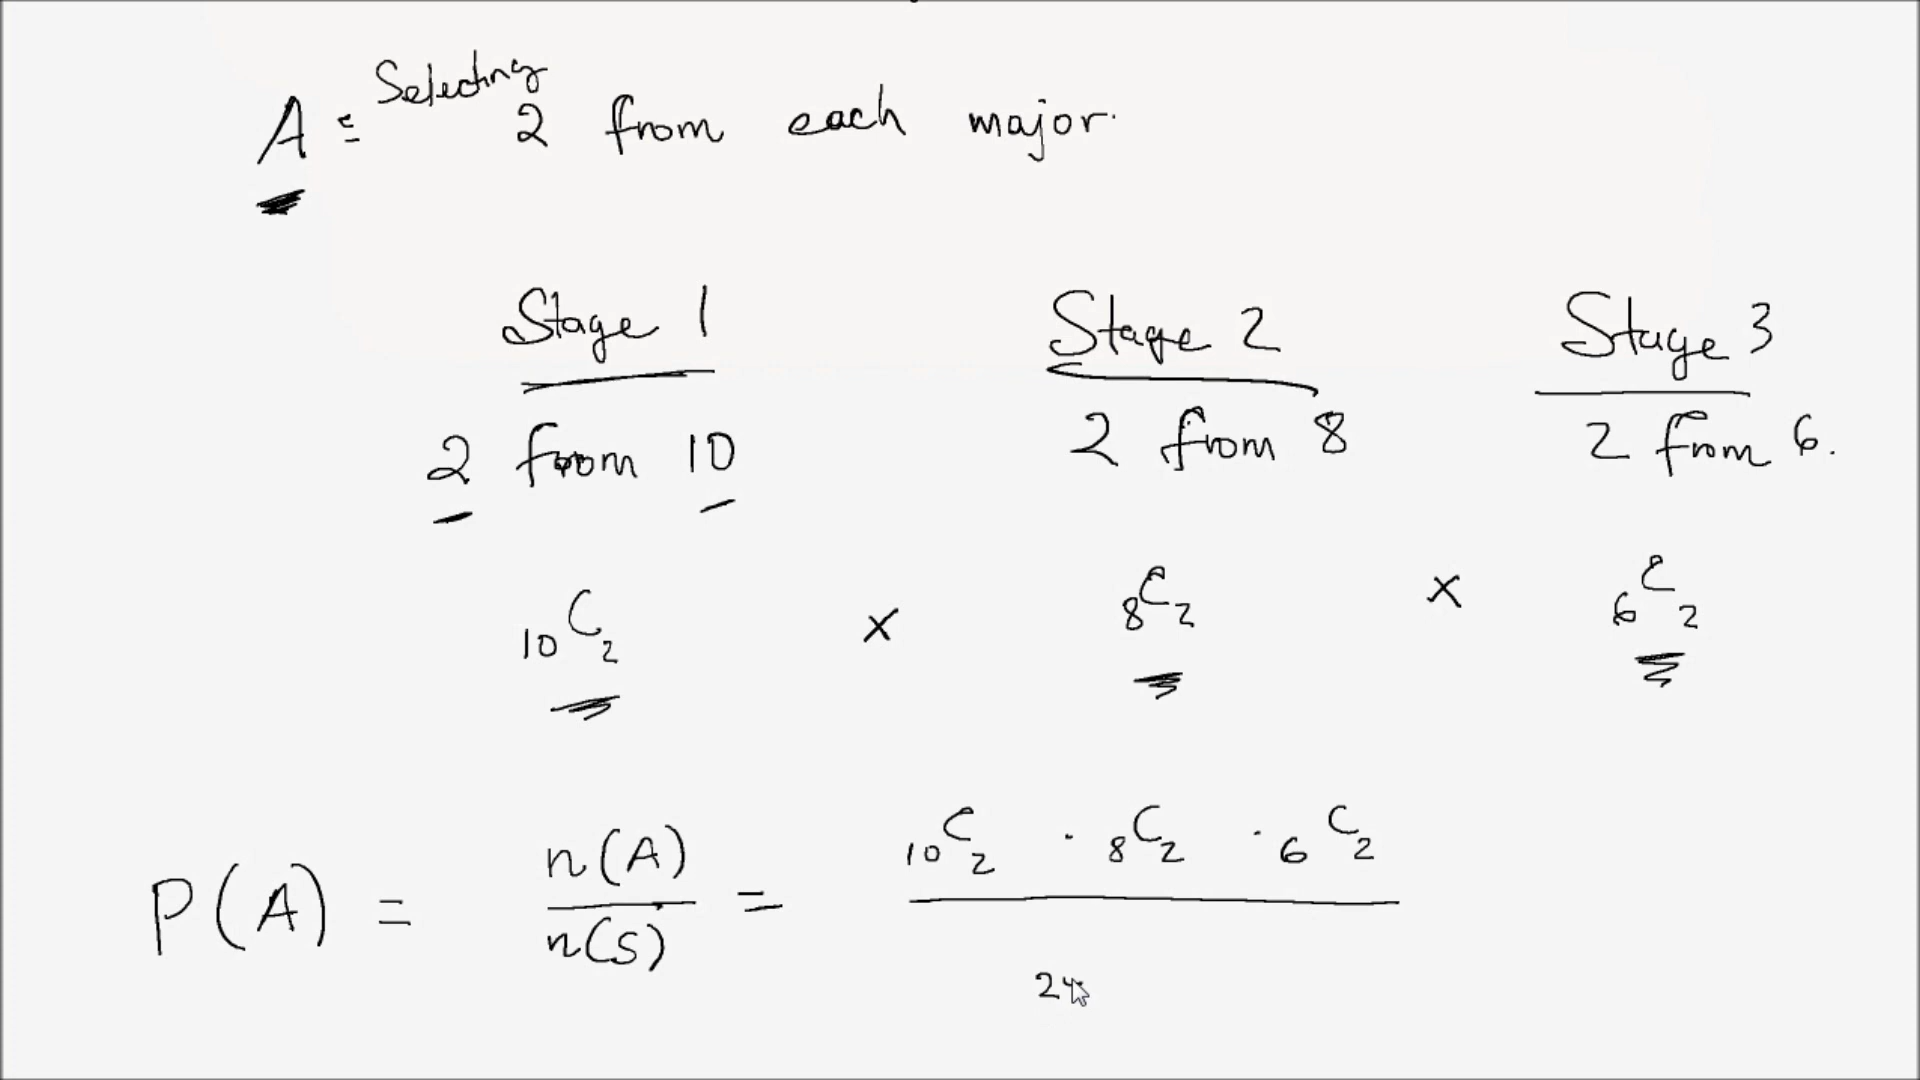 A = Selecting 2 from each major.
Stage 1 Stage 2 Stage 3
2 from 10 2 from 8 2 from 6.
₁₀C₂ × ₈C₂ × ₆C₂
P(A) = n(A)/n(S) = ₁₀C₂ · ₈C₂ · ₆C₂
24